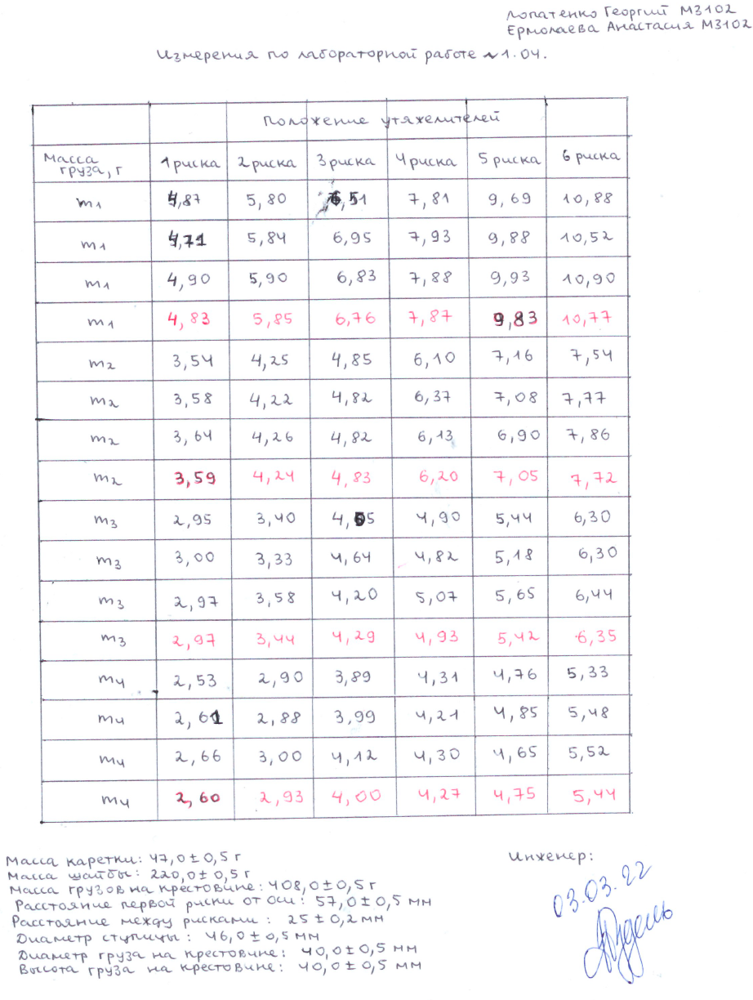 Лопатенко Георгий М3102
Ермолаева Анастасия М3102
Измерения по лабораторной работе №1.04.
Положение утяжелителей
Масса груза, г 1 риска 2 риска 3 риска 4 риска 5 риска 6 риска
m1 4,87 5,80 6,51 7,81 9,69 10,88
m1 4,71 5,84 6,95 7,93 9,88 10,52
m1 4,90 5,90 6,83 7,88 9,93 10,90
m1 4,83 5,85 6,76 7,87 9,83 10,77
m2 3,54 4,25 4,85 6,10 7,16 7,54
m2 3,58 4,22 4,82 6,37 7,08 7,77
m2 3,64 4,26 4,82 6,13 6,90 7,86
m2 3,59 4,24 4,83 6,20 7,05 7,72
m3 2,95 3,40 4,05 4,90 5,44 6,30
m3 3,00 3,33 4,64 4,82 5,18 6,30
m3 2,97 3,58 4,20 5,07 5,65 6,44
m3 2,97 3,44 4,29 4,93 5,42 6,35
m4 2,53 2,90 3,89 4,31 4,76 5,33
m4 2,61 2,88 3,99 4,21 4,85 5,48
m4 2,66 3,00 4,12 4,30 4,65 5,52
m4 2,60 2,93 4,00 4,27 4,75 5,44
Масса каретки: 47,0 ± 0,5 г
Масса шайбы: 220,0 ± 0,5 г
Масса грузов на крестовине: 408,0 ± 0,5 г
Расстояние первой риски от оси: 57,0 ± 0,5 мм
Расстояние между рисками: 25 ± 0,2 мм
Диаметр ступицы: 46,0 ± 0,5 мм
Диаметр груза на крестовине: 40,0 ± 0,5 мм
Высота груза на крестовине: 40,0 ± 0,5 мм
Инженер:
03.03.22